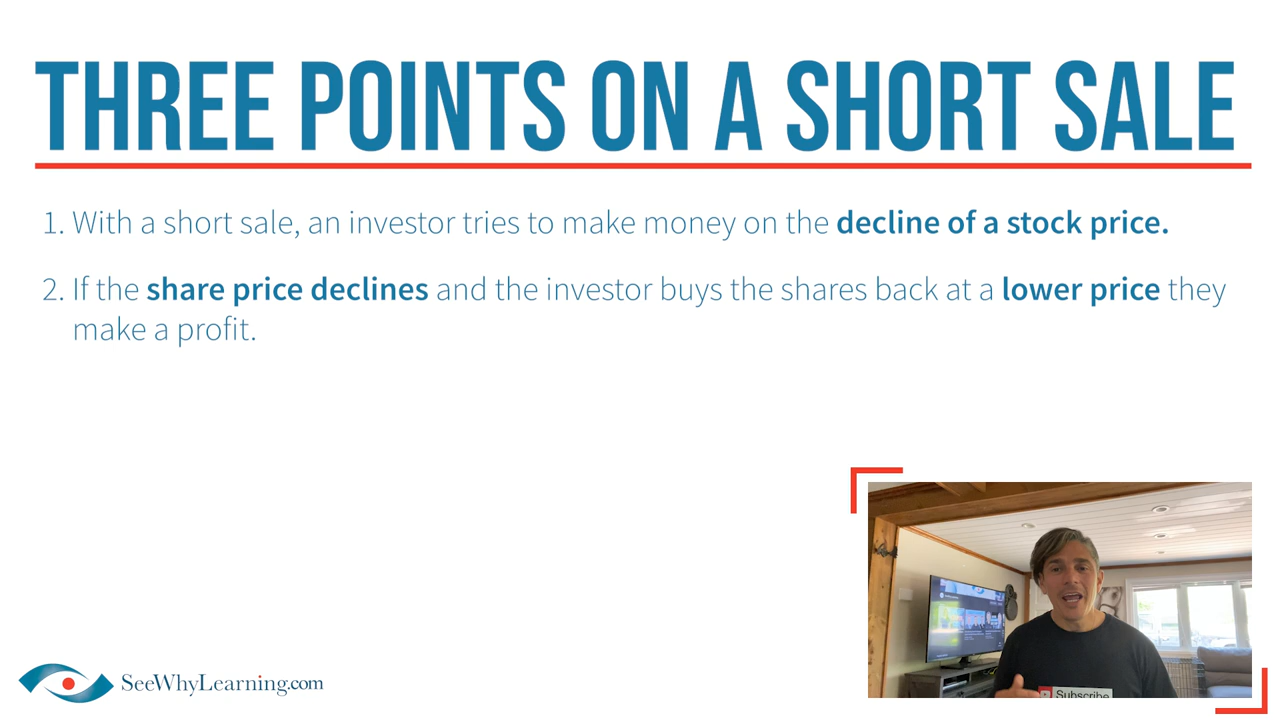 THREE POINTS ON A SHORT SALE
1. With a short sale, an investor tries to make money on the decline of a stock price.
2. If the share price declines and the investor buys the shares back at a lower price they
make a profit.
Subscribe
SeeWhyLearning.com